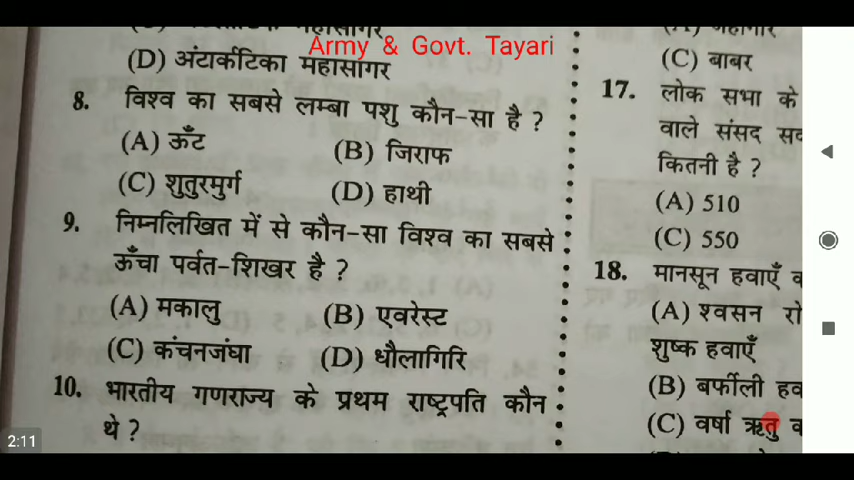 Army & Govt. Tayari
(D) अंटार्कटिका महासागर
8. विश्व का सबसे लम्बा पशु कौन-सा है ?
(A) ऊँट
(B) जिराफ
(C) शुतुरमुर्ग
(D) हाथी
9. निम्नलिखित में से कौन-सा विश्व का सबसे
ऊँचा पर्वत-शिखर है ?
(A) मकालु
(B) एवरेस्ट
(C) कंचनजंघा
(D) धौलागिरि
10. भारतीय गणराज्य के प्रथम राष्ट्रपति कौन
थे ?
(C) बाबर
17. लोक सभा के
वाले संसद
कितनी है ?
(A) 510
(C) 550
18. मानसून हवाएँ
(A) श्वसन
शुष्क हवाएँ
(B) बर्फीली
(C) वर्षा ऋतु
2:11